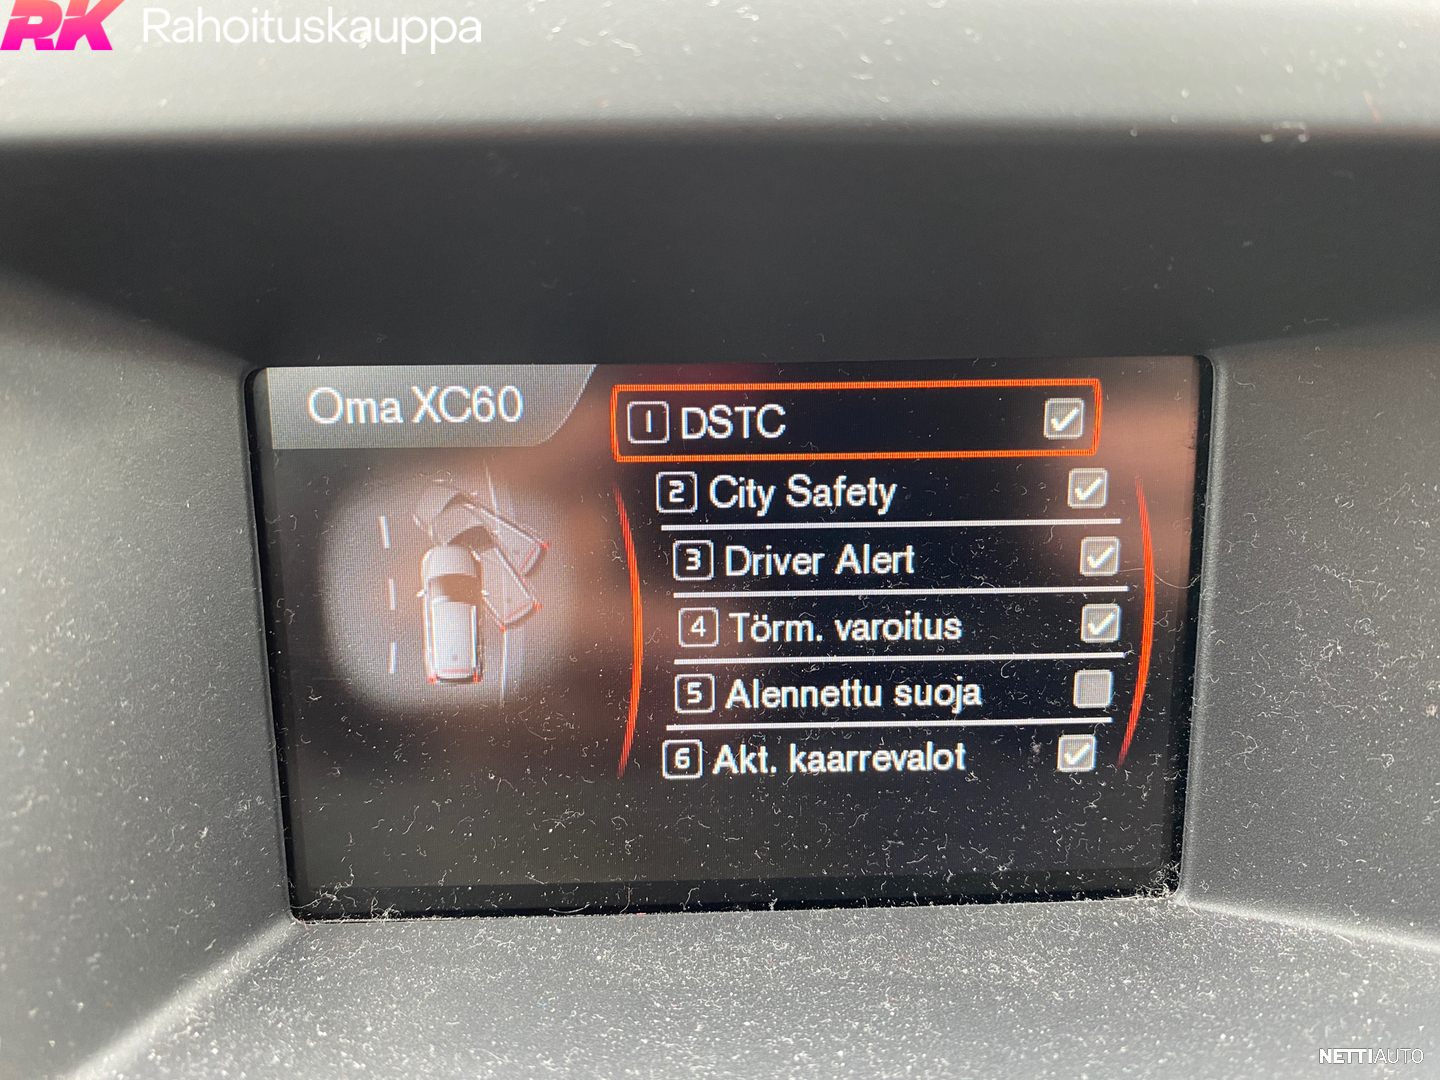 RK Rahoituskauppa
Oma XC60
1 DSTC
2 City Safety
3 Driver Alert
4 Törm. varoitus
5 Alennettu suoja
6 Akt. kaarrevalot
NETTIAUTO